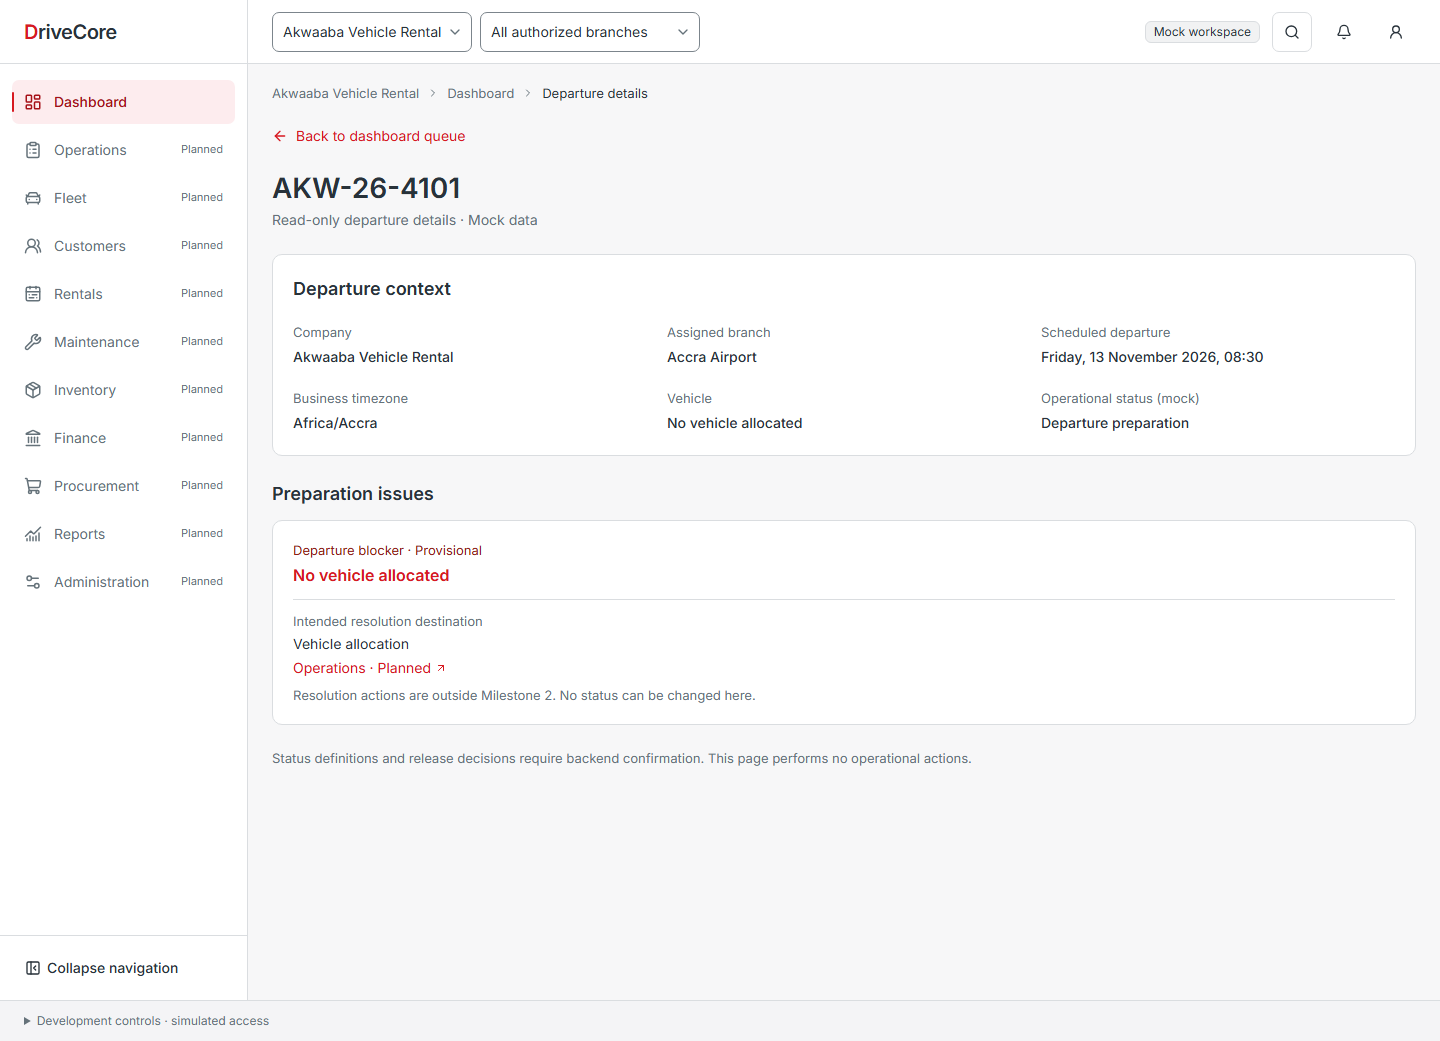 DriveCore
Akwaaba Vehicle Rental
All authorized branches
Mock workspace
Dashboard
Operations Planned
Fleet Planned
Customers Planned
Rentals Planned
Maintenance Planned
Inventory Planned
Finance Planned
Procurement Planned
Reports Planned
Administration Planned
Collapse navigation
Akwaaba Vehicle Rental > Dashboard > Departure details
← Back to dashboard queue
AKW-26-4101
Read-only departure details · Mock data
Departure context
Company
Akwaaba Vehicle Rental
Assigned branch
Accra Airport
Scheduled departure
Friday, 13 November 2026, 08:30
Business timezone
Africa/Accra
Vehicle
No vehicle allocated
Operational status (mock)
Departure preparation
Preparation issues
Departure blocker · Provisional
No vehicle allocated
Intended resolution destination
Vehicle allocation
Operations · Planned ↗
Resolution actions are outside Milestone 2. No status can be changed here.
Status definitions and release decisions require backend confirmation. This page performs no operational actions.
▶ Development controls · simulated access